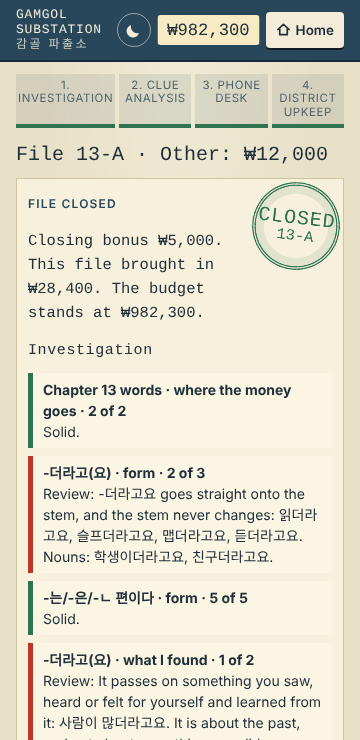 GAMGOL
SUBSTATION
감골 파출소
₩982,300
Home
1. INVESTIGATION
2. CLUE ANALYSIS
3. PHONE DESK
4. DISTRICT UPKEEP
File 13-A · Other: ₩12,000
FILE CLOSED
CLOSED
13-A
Closing bonus ₩5,000.
This file brought in
₩28,400. The budget
stands at ₩982,300.
Investigation
Chapter 13 words · where the money
goes · 2 of 2
Solid.
-더라고(요) · form · 2 of 3
Review: -더라고요 goes straight onto the
stem, and the stem never changes: 읽더라
고요, 슬프더라고요, 맵더라고요, 듣더라고요.
Nouns: 학생이더라고요, 친구더라고요.
-는/-은/-ㄴ 편이다 · form · 5 of 5
Solid.
-더라고(요) · what I found · 1 of 2
Review: It passes on something you saw,
heard or felt for yourself and learned from
it: 사람이 많더라고요. It is about the past,